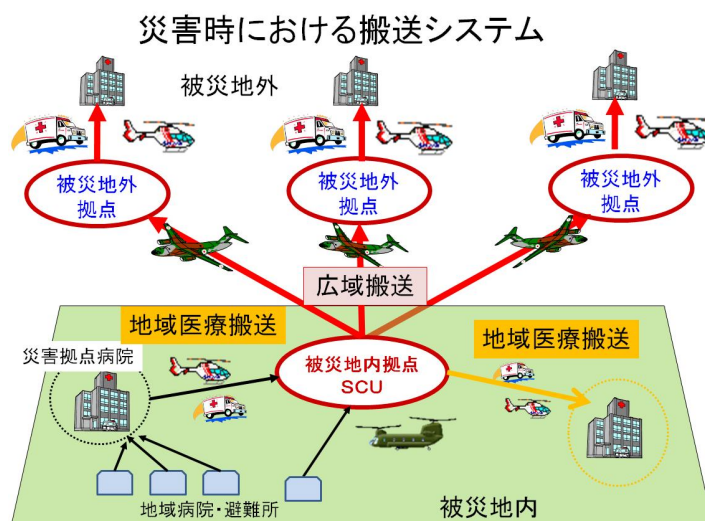 災害時における搬送システム
被災地外
被災地外
拠点
被災地外
拠点
被災地外
拠点
広域搬送
地域医療搬送
地域医療搬送
災害拠点病院
被災地内拠点
SCU
地域病院・避難所
被災地内